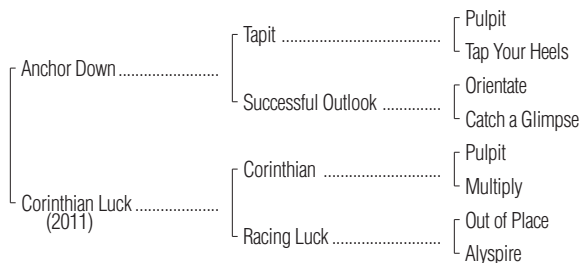 Pulpit
Tapit
Tap Your Heels
Anchor Down
Orientate
Successful Outlook
Catch a Glimpse
Pulpit
Corinthian
Multiply
Corinthian Luck
(2011)
Out of Place
Racing Luck
Alyspire